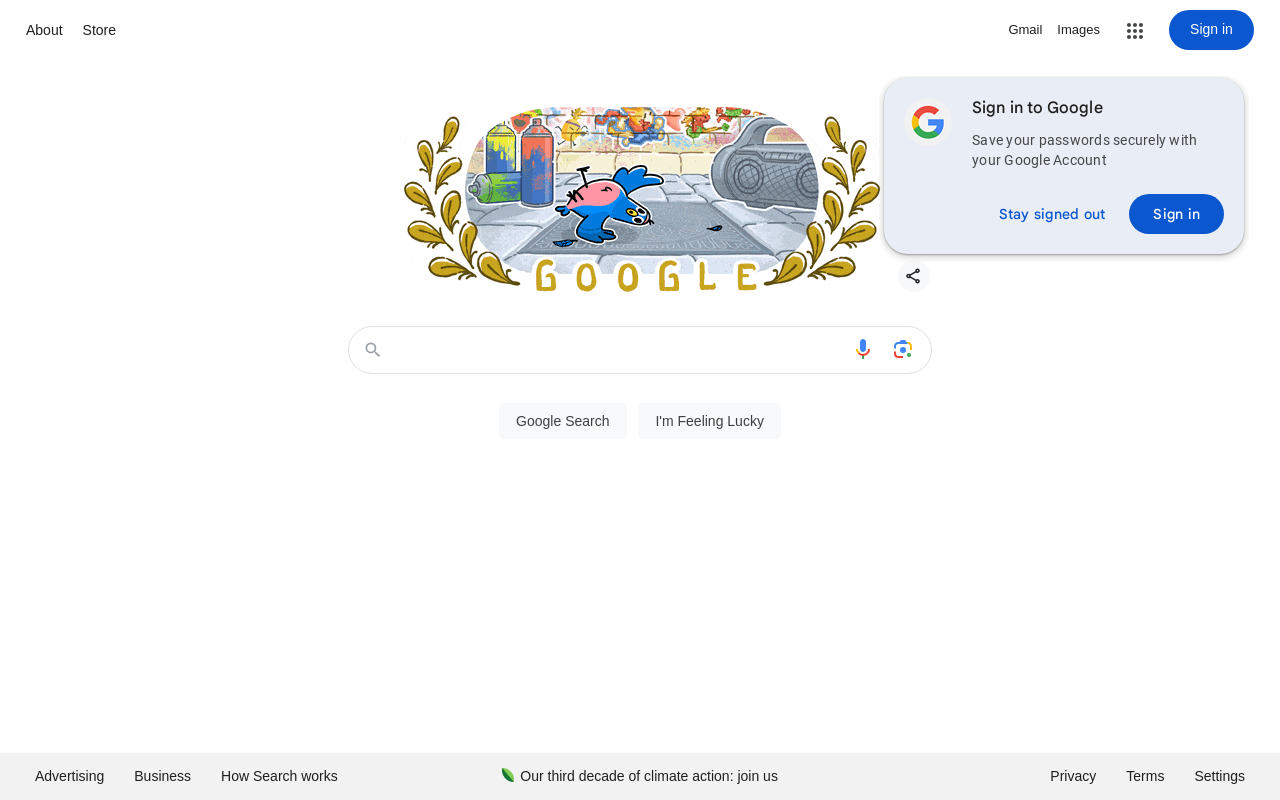 About
Store
Gmail
Images
Sign in
Sign in to Google
Save your passwords securely with
your Google Account
Stay signed out
Sign in
GOOGLE
Google Search
I'm Feeling Lucky
Advertising
Business
How Search works
Our third decade of climate action: join us
Privacy
Terms
Settings